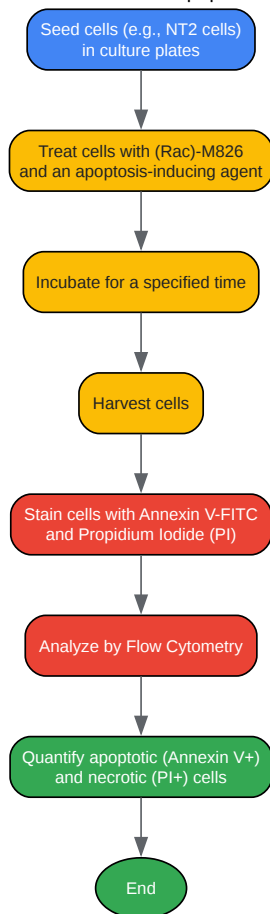 Seed cells (e.g., NT2 cells)
in culture plates
Treat cells with (Rac)-M826
and an apoptosis-inducing agent
Incubate for a specified time
Harvest cells
Stain cells with Annexin V-FITC
and Propidium Iodide (PI)
Analyze by Flow Cytometry
Quantify apoptotic (Annexin V+)
and necrotic (PI+) cells
End